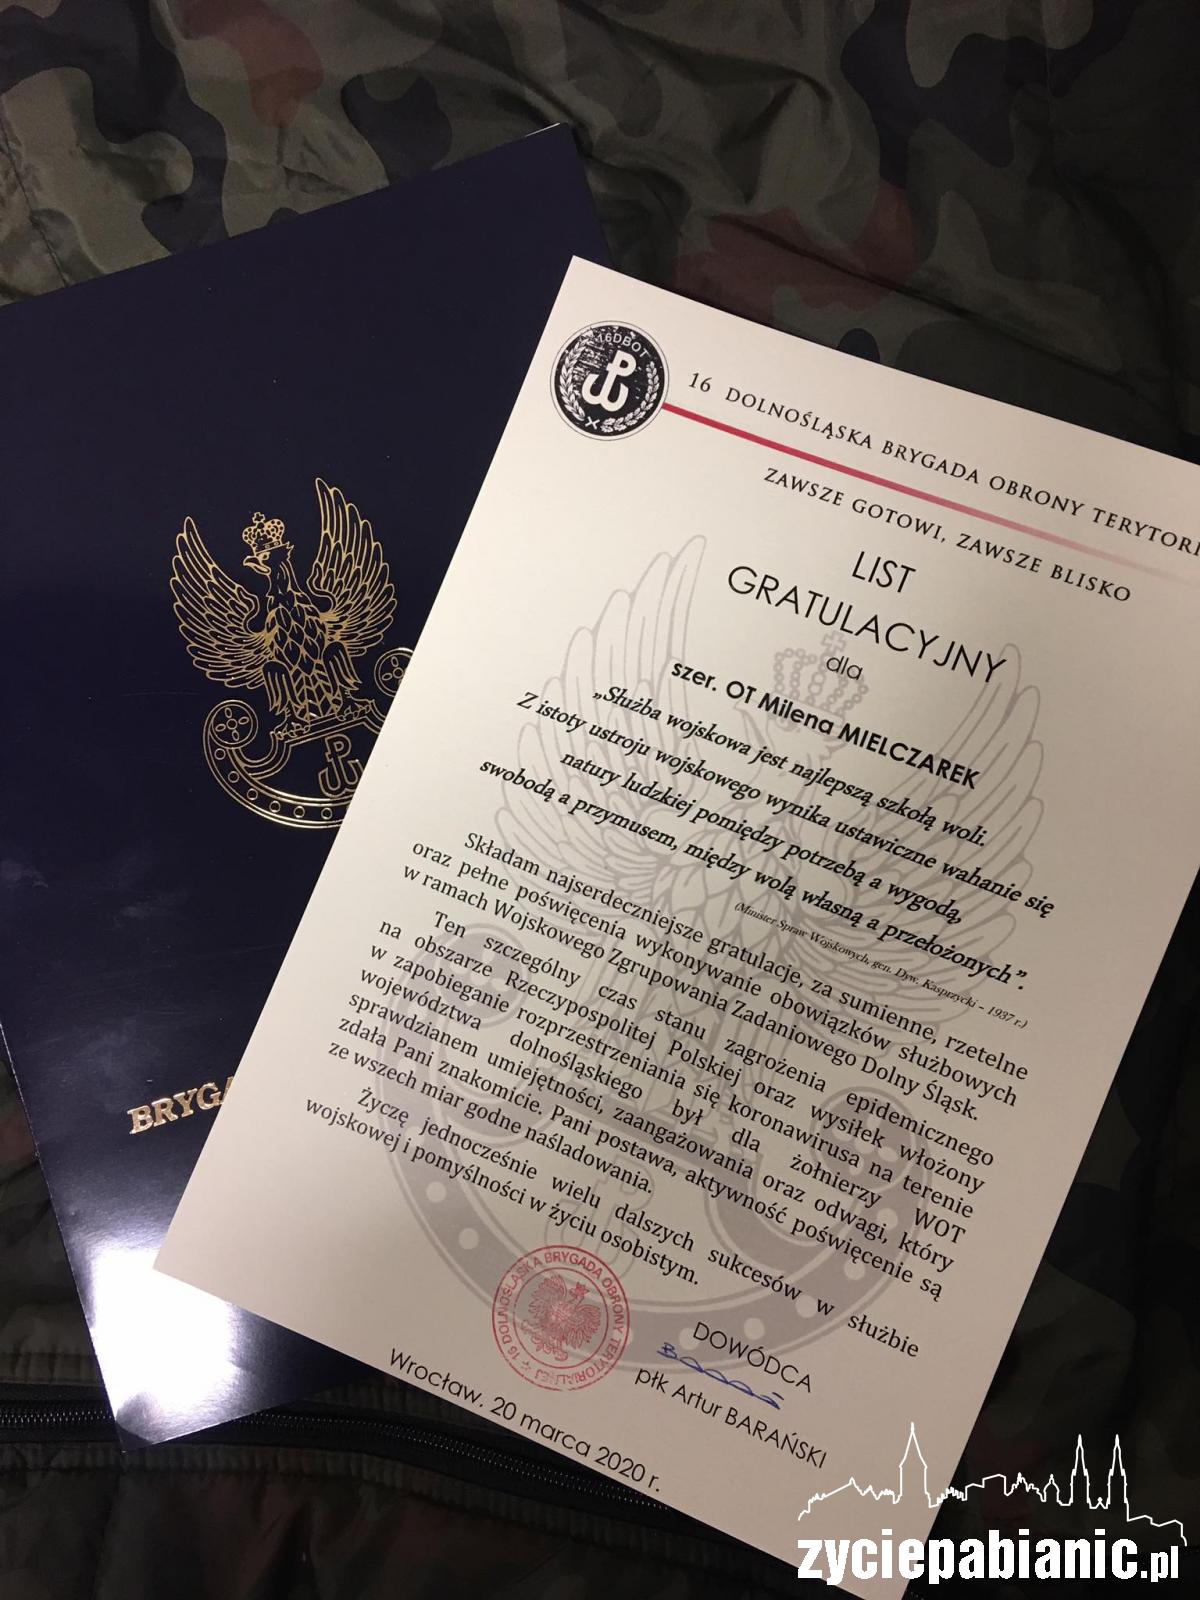 16DBOT
16 DOLNOŚLĄSKA BRYGADA OBRONY
ZAWSZE GOTOWI, ZAWSZE BLISKO
LIST
GRATULACYJNY
dla
szer. OT Milena MIELCZAREK
„Służba wojskowa jest najlepszą szkołą woli.
Z istoty ustroju wojskowego wynika ustawiczne wahanie się
natury ludzkiej pomiędzy potrzebą a wygodą,
swobodą a przymusem, między wolą własną a przełożonych”.
(Minister Spraw Wojskowych, gen. Dyw. Kasprzycki – 1937 r.)
Składam najserdeczniejsze gratulacje, za sumienne, rzetelne
oraz pełne poświęcenia wykonywanie obowiązków służbowych
w ramach Wojskowego Zgrupowania Zadaniowego Dolny Śląsk.
Ten szczególny czas stanu zagrożenia epidemicznego
na obszarze Rzeczypospolitej Polskiej oraz wysiłek włożony
w zapobieganie rozprzestrzeniania się koronawirusa na terenie
województwa dolnośląskiego był dla żołnierzy WOT
sprawdzianem umiejętności, zaangażowania oraz odwagi, który
zdała Pani znakomicie. Pani postawa, aktywność poświęcenie są
ze wszech miar godne naśladowania.
Życzę jednocześnie wielu dalszych sukcesów w służbie
wojskowej i pomyślności w życiu osobistym.
16 DOLNOŚLĄSKA BRYGADA OBRONY TERYTORIALNEJ
DOWÓDCA
płk Artur BARAŃSKI
Wrocław, 20 marca 2020 r.
zyciepabianic.pl